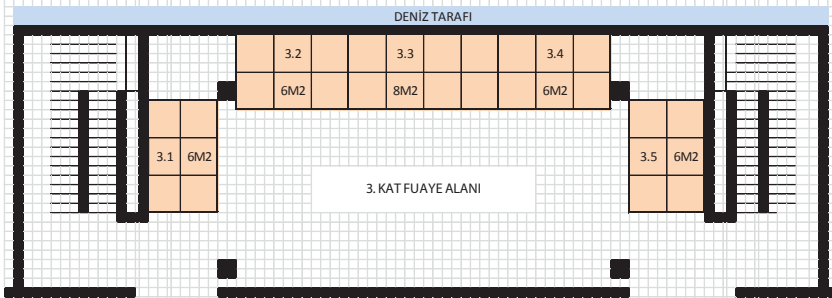 DENİZ TARAFI
3.2 3.3 3.4
6M2 8M2 6M2
3.1 6M2
3.5 6M2
3. KAT FUAYE ALANI